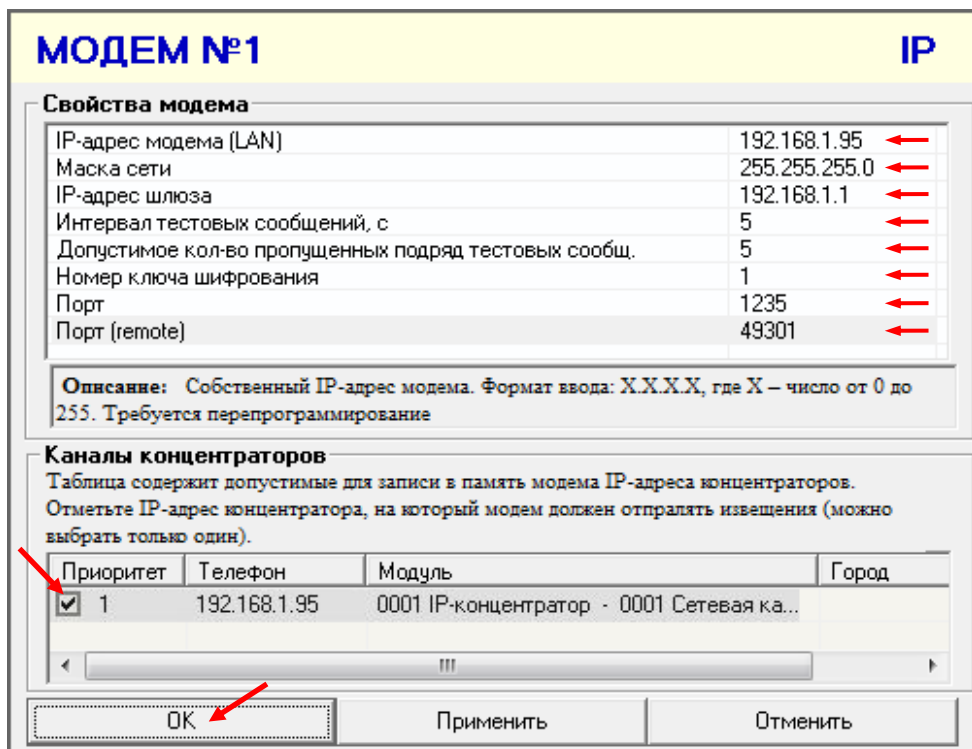 МОДЕМ №1 IP
Свойства модема
IP-адрес модема (LAN) 192.168.1.95
Маска сети 255.255.255.0
IP-адрес шлюза 192.168.1.1
Интервал тестовых сообщений, с 5
Допустимое кол-во пропущенных подряд тестовых сообщ. 5
Номер ключа шифрования 1
Порт 1235
Порт (remote) 49301
Описание: Собственный IP-адрес модема. Формат ввода: X.X.X.X, где X – число от 0 до
255. Требуется перепрограммирование
Каналы концентраторов
Таблица содержит допустимые для записи в память модема IP-адреса концентраторов.
Отметьте IP-адрес концентратора, на который модем должен отпралять извещения (можно
выбрать только один).
Приоритет Телефон Модуль Город
1 192.168.1.95 0001 IP-концентратор - 0001 Сетевая ка...
OK Применить Отменить